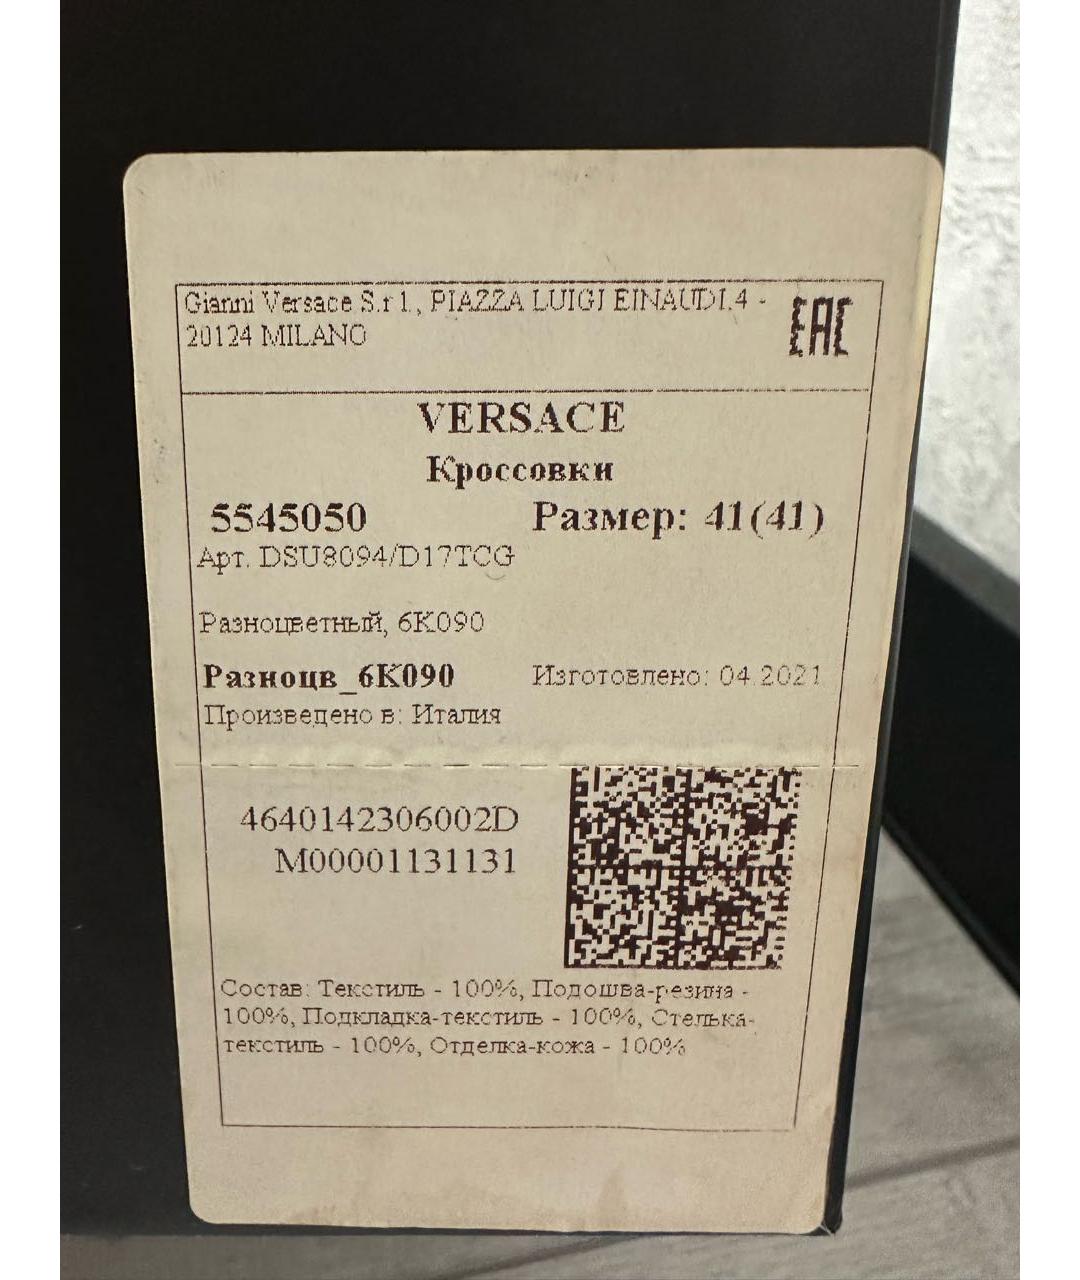 Gianni Versace S.r 1., PIAZZA LUIGI EINAUDI,4 -
20124 MILANO
EAC
VERSACE
Кроссовки
5545050 Размер: 41(41)
Арт. DSU8094/D17TCG
Разноцветный, 6K090
Разноцв_6K090 Изготовлено: 04.2021
Произведено в: Италия
4640142306002D
M00001131131
Состав: Текстиль - 100%, Подошва-резина -
100%, Подкладка-текстиль - 100%, Стелька-
текстиль - 100%, Отделка-кожа - 100%